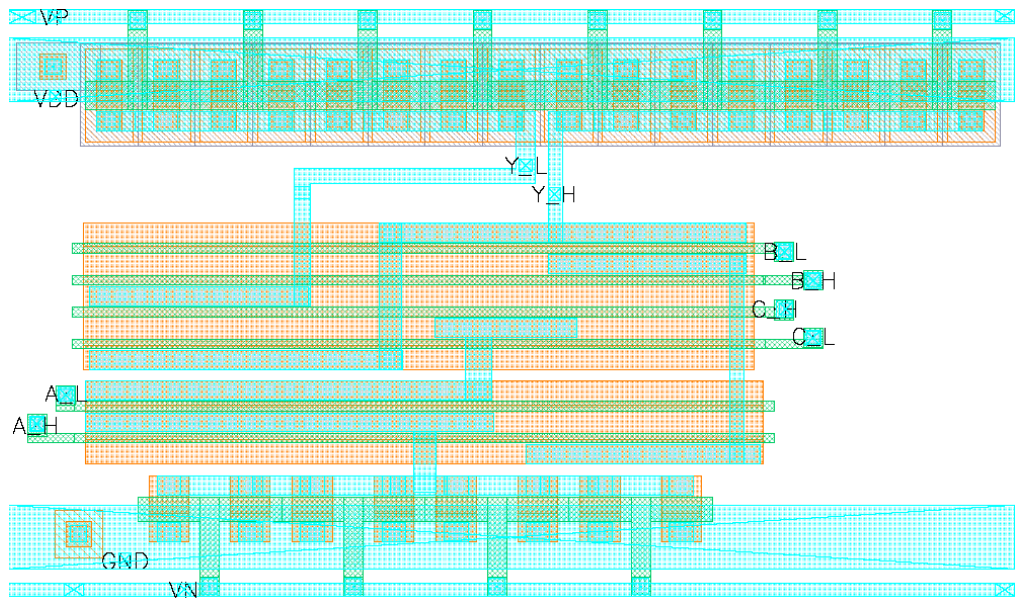 VP
VDD
Y_L
Y_H
B_L
B_H
C_H
C_L
A_L
A_H
GND
VN